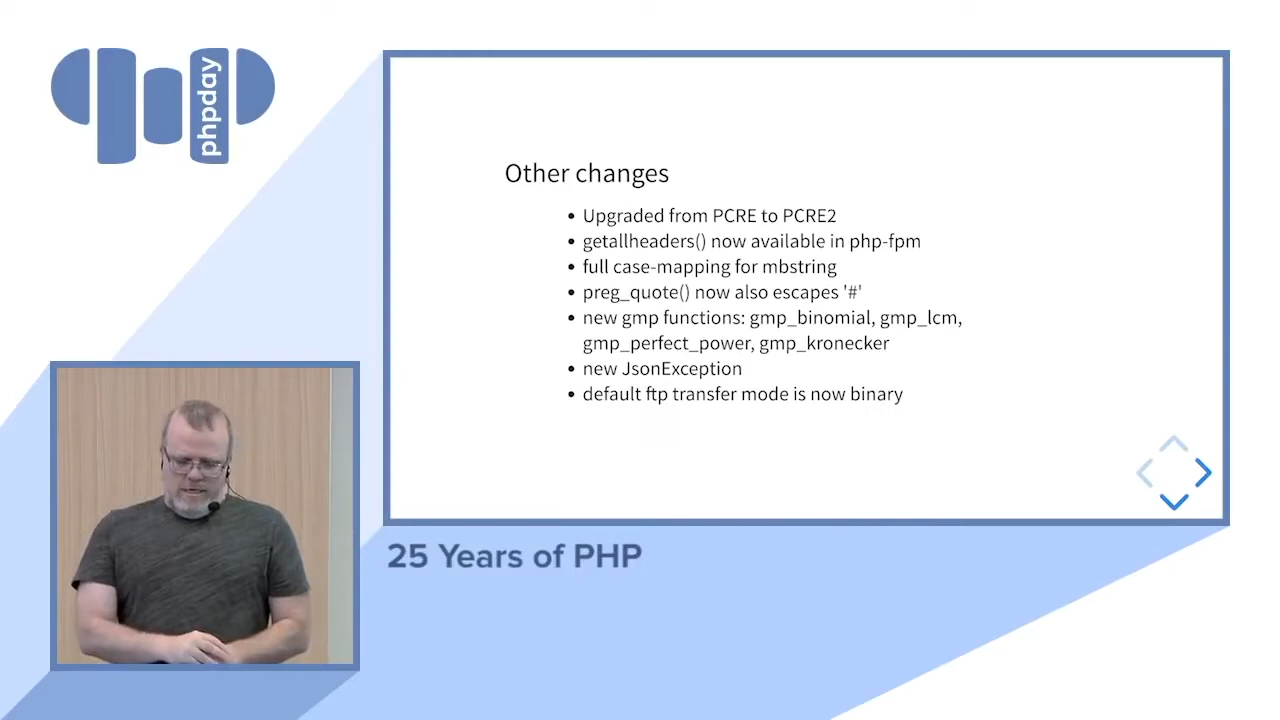 phpday
Other changes
• Upgraded from PCRE to PCRE2
• getallheaders() now available in php-fpm
• full case-mapping for mbstring
• preg_quote() now also escapes '#'
• new gmp functions: gmp_binomial, gmp_lcm,
gmp_perfect_power, gmp_kronecker
• new JsonException
• default ftp transfer mode is now binary
25 Years of PHP